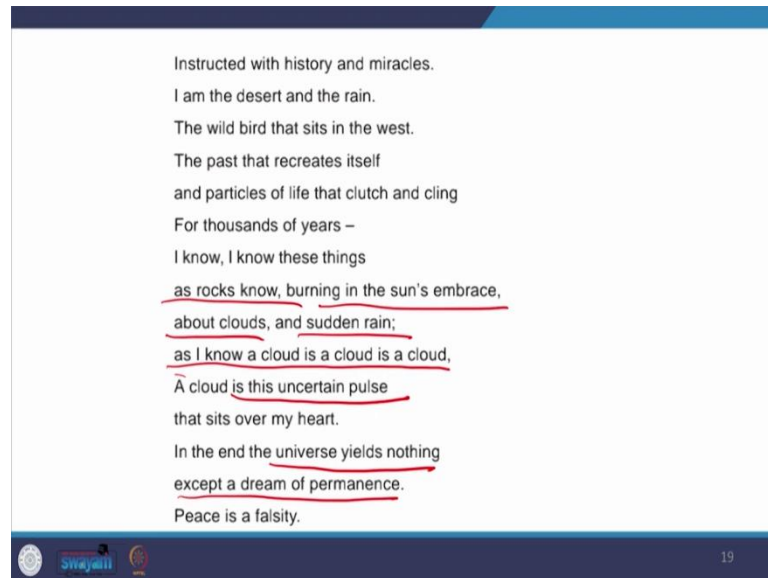 Instructed with history and miracles.
I am the desert and the rain.
The wild bird that sits in the west.
The past that recreates itself
and particles of life that clutch and cling
For thousands of years –
I know, I know these things
as rocks know, burning in the sun's embrace,
about clouds, and sudden rain;
as I know a cloud is a cloud is a cloud,
A cloud is this uncertain pulse
that sits over my heart.
In the end the universe yields nothing
except a dream of permanence.
Peace is a falsity.
swayam
19